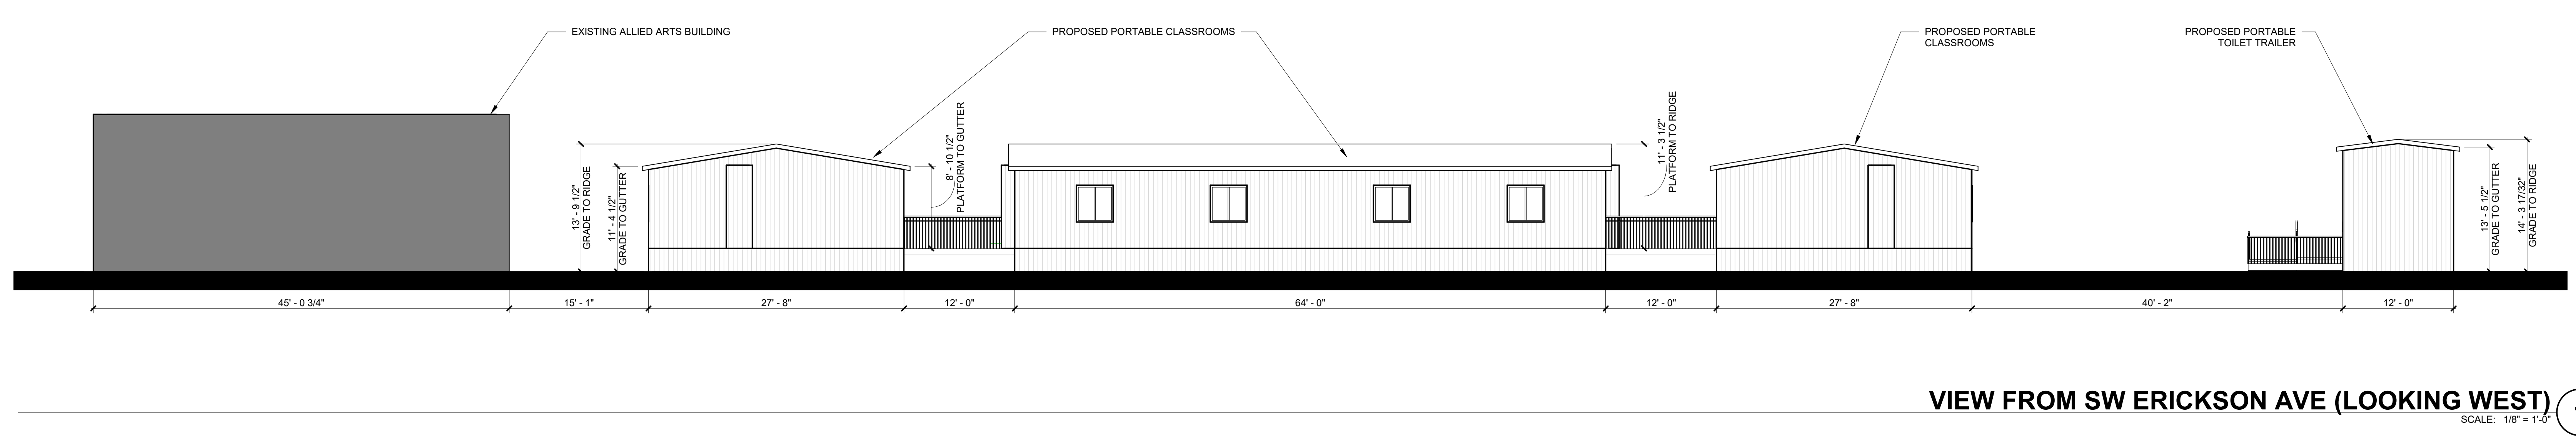 EXISTING ALLIED ARTS BUILDING
PROPOSED PORTABLE CLASSROOMS
PROPOSED PORTABLE
CLASSROOMS
PROPOSED PORTABLE
TOILET TRAILER
13' - 9 1/2"
GRADE TO RIDGE
11' - 4 1/2"
GRADE TO GUTTER
8' - 10 1/2"
PLATFORM TO GUTTER
11' - 3 1/2"
PLATFORM TO RIDGE
13' - 5 1/2"
GRADE TO GUTTER
14' - 3 17/32"
GRADE TO RIDGE
45' - 0 3/4"
15' - 1"
27' - 8"
12' - 0"
64' - 0"
12' - 0"
27' - 8"
40' - 2"
12' - 0"
VIEW FROM SW ERICKSON AVE (LOOKING WEST)
SCALE: 1/8" = 1'-0"